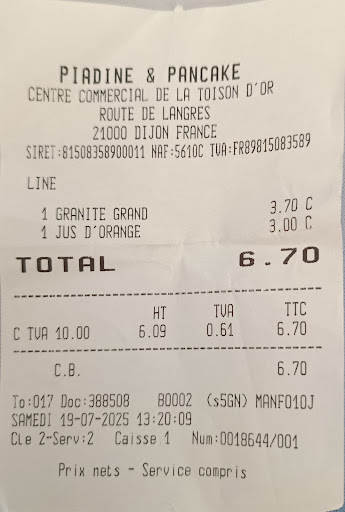 PIADINE & PANCAKE
CENTRE COMMERCIAL DE LA TOISON D'OR
ROUTE DE LANGRES
21000 DIJON FRANCE
SIRET:81508358900011 NAF:5610C TVA:FR89815083589
LINE
1 GRANITE GRAND 3.70 C
1 JUS D'ORANGE 3.00 C
TOTAL 6.70
HT TVA TTC
C TVA 10.00 6.09 0.61 6.70
C.B. 6.70
To:017 Doc:388508 B0002 (s5GN) MANF010J
SAMEDI 19-07-2025 13:20:09
Cle 2-Serv:2 Caisse 1 Num:0018644/001
Prix nets - Service compris